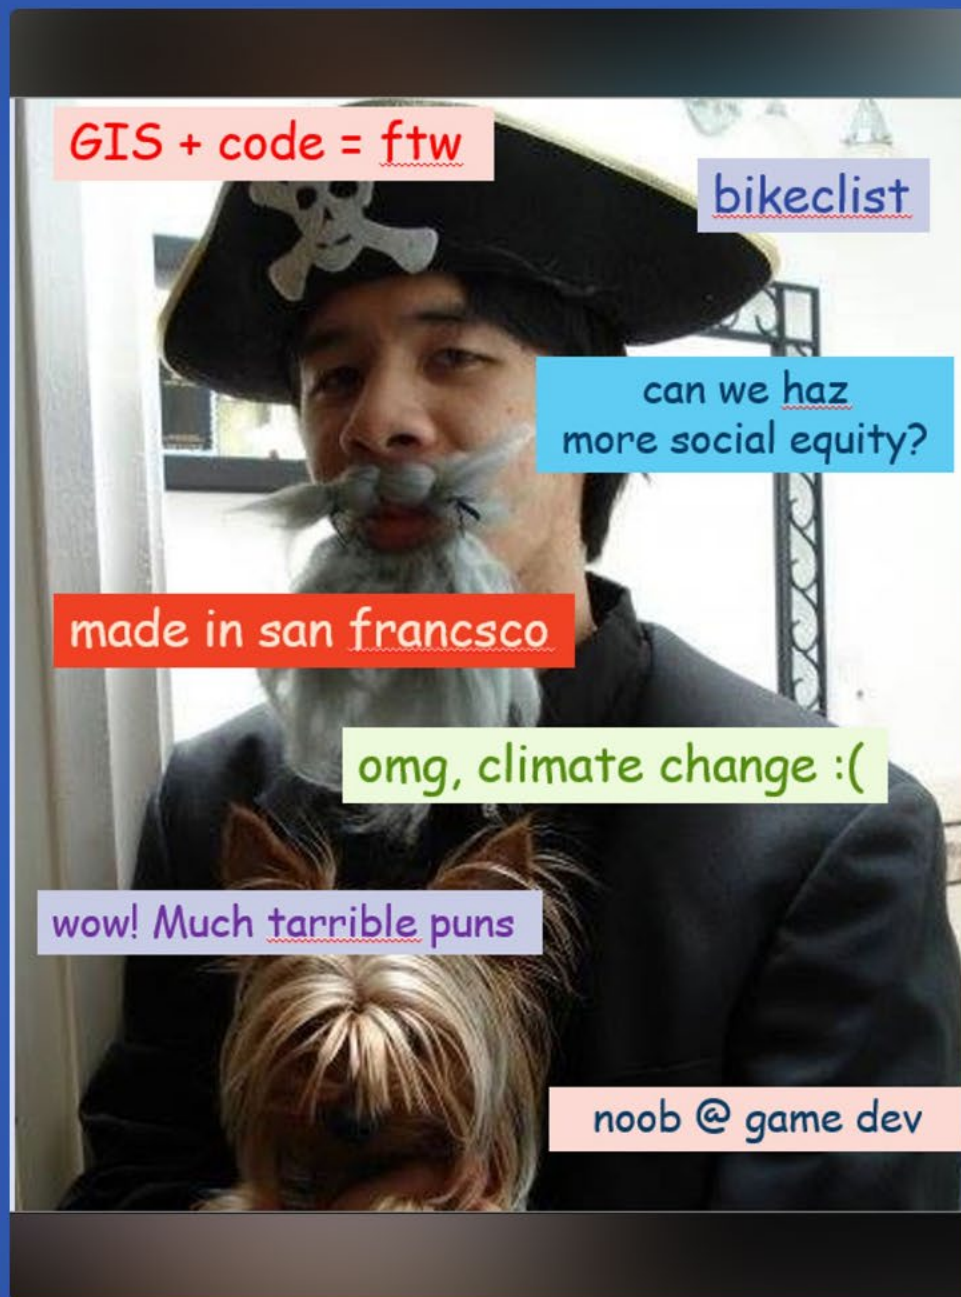 GIS + code = ftw
bikeclist
can we haz
more social equity?
made in san francsco
omg, climate change :(
wow! Much tarrible puns
noob @ game dev